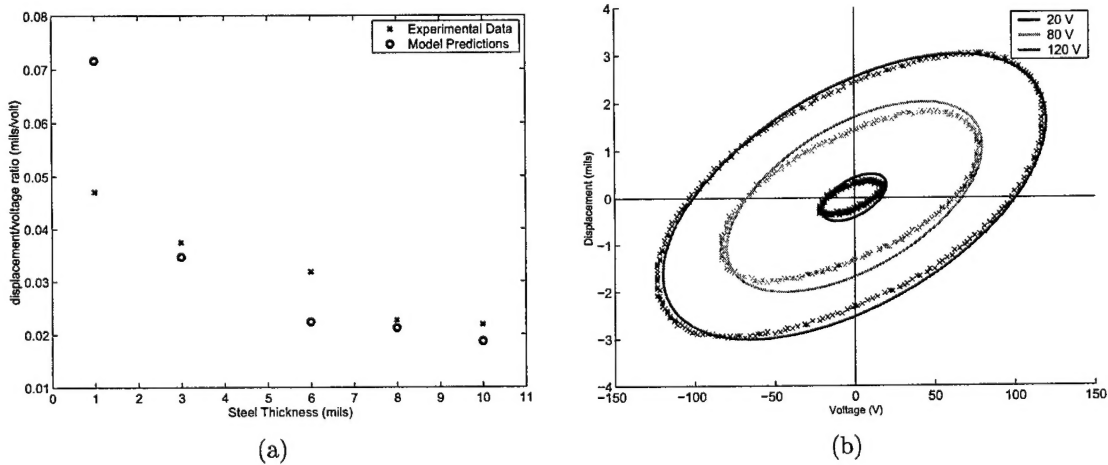 0.08
0.07
0.06
0.05
0.04
0.03
0.02
0.01
displacement/voltage ratio (mils/volt)
Experimental Data
Model Predictions
0 1 2 3 4 5 6 7 8 9 10 11
Steel Thickness (mils)
(a)
4
3
2
1
0
−1
−2
−3
−4
Displacement (mils)
20 V
80 V
120 V
−150 −100 −50 0 50 100 150
Voltage (V)
(b)